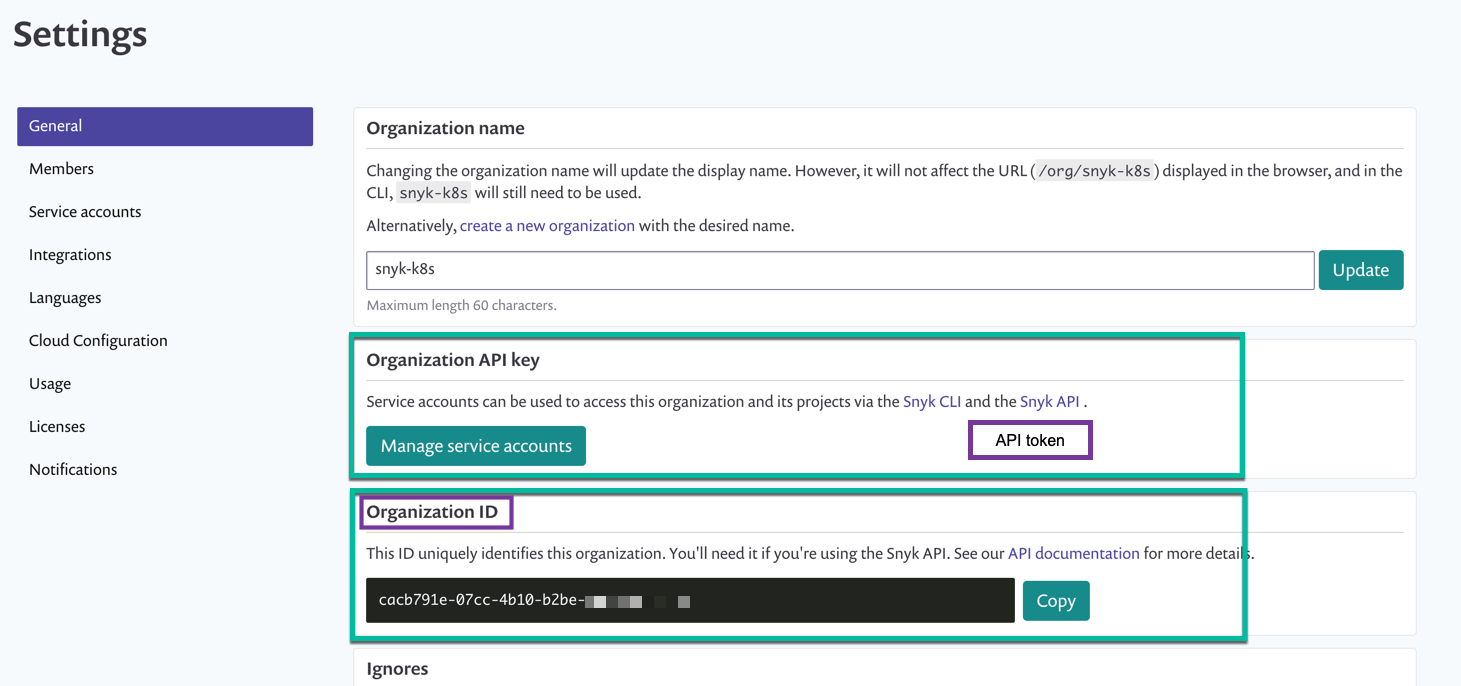 Settings
General
Members
Service accounts
Integrations
Languages
Cloud Configuration
Usage
Licenses
Notifications
Organization name
Changing the organization name will update the display name. However, it will not affect the URL ( /org/snyk-k8s ) displayed in the browser, and in the
CLI, snyk-k8s will still need to be used.
Alternatively, create a new organization with the desired name.
snyk-k8s
Update
Maximum length 60 characters.
Organization API key
Service accounts can be used to access this organization and its projects via the Snyk CLI and the Snyk API .
Manage service accounts
API token
Organization ID
This ID uniquely identifies this organization. You'll need it if you're using the Snyk API. See our API documentation for more details.
cacb791e-07cc-4b10-b2be-
Copy
Ignores